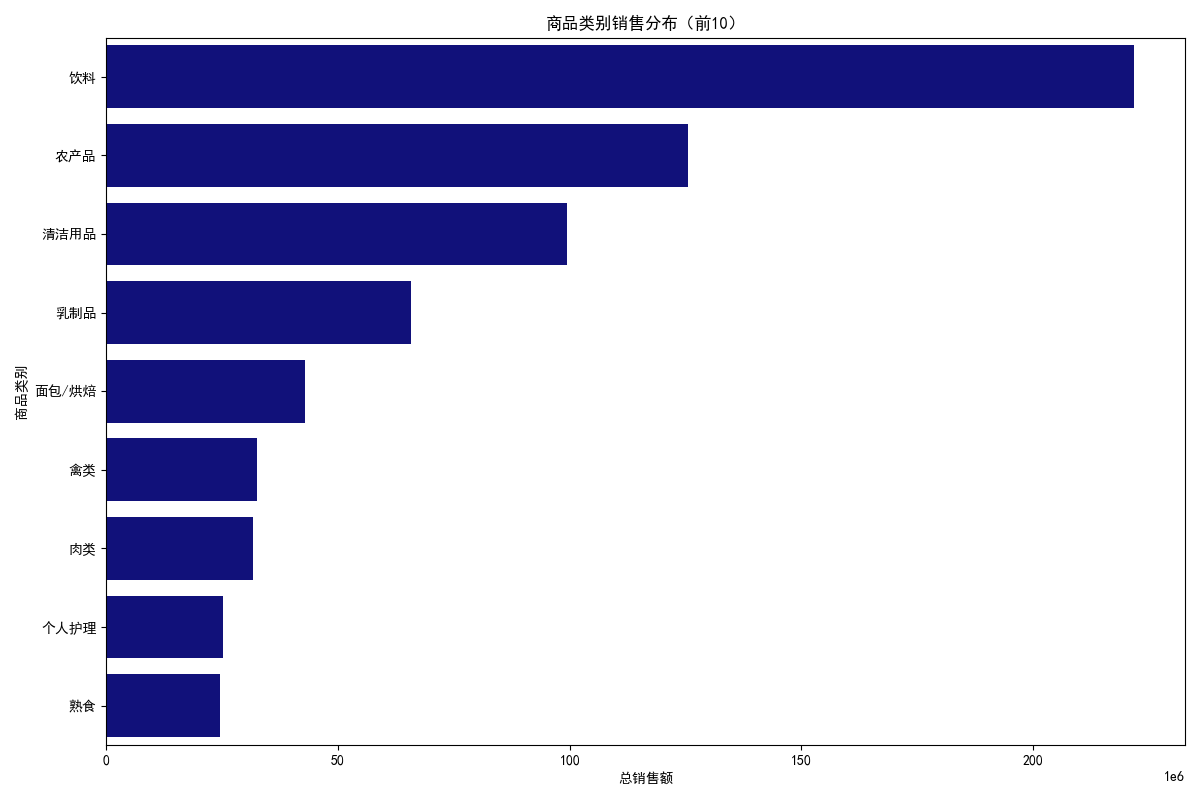 商品类别销售分布（前10）
饮料
农产品
清洁用品
乳制品
面包/烘焙
禽类
肉类
个人护理
熟食
商品类别
0 50 100 150 200
总销售额
1e6